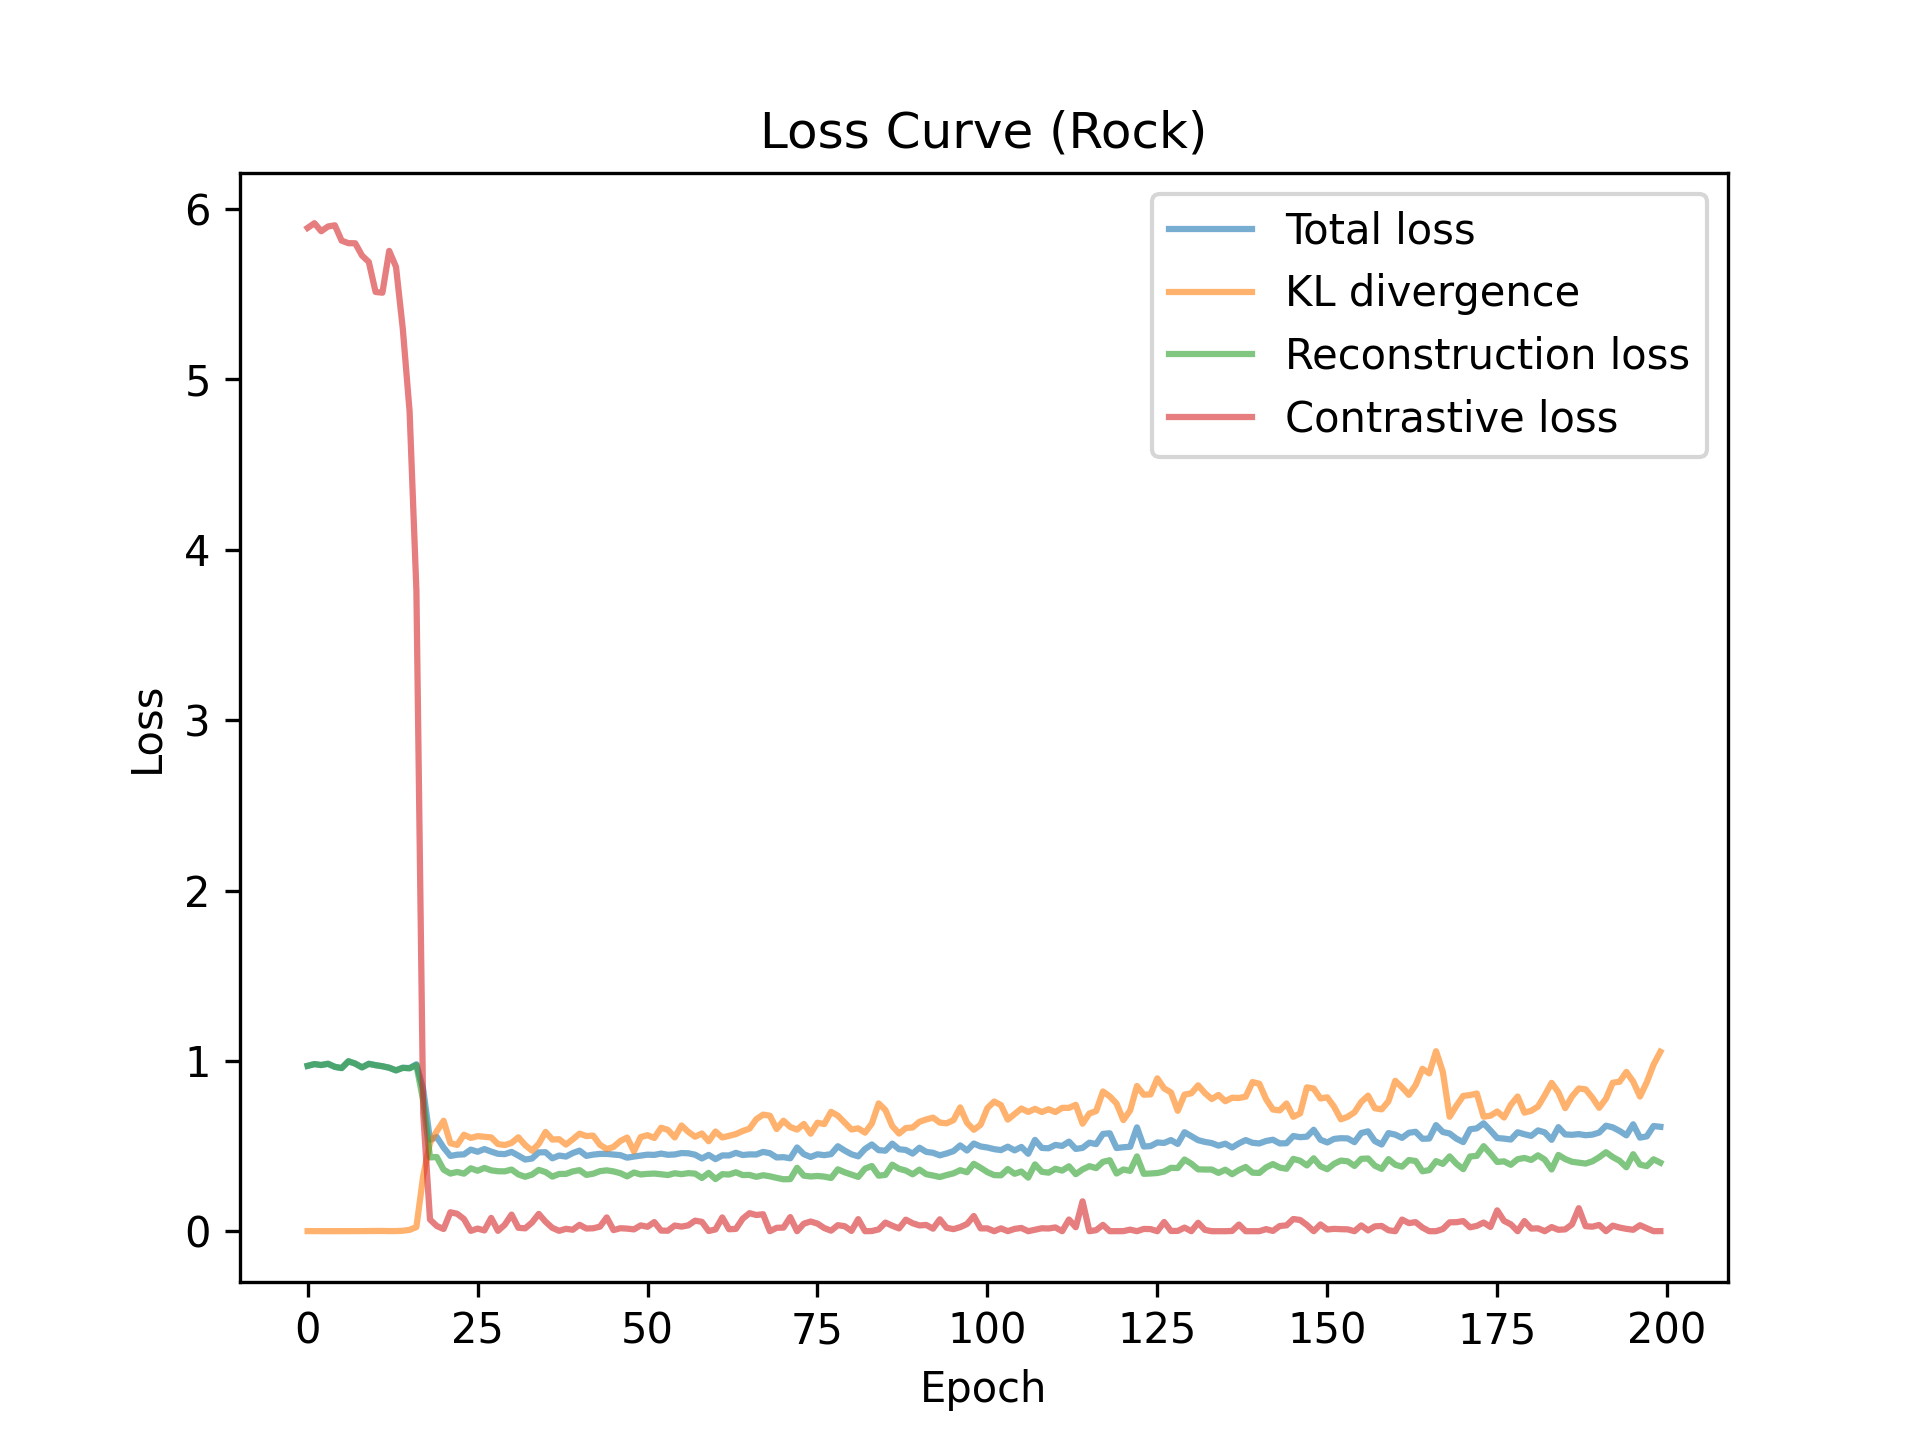 Loss Curve (Rock)
Total loss
KL divergence
Reconstruction loss
Contrastive loss
6
5
4
3
2
1
0
Loss
0 25 50 75 100 125 150 175 200
Epoch